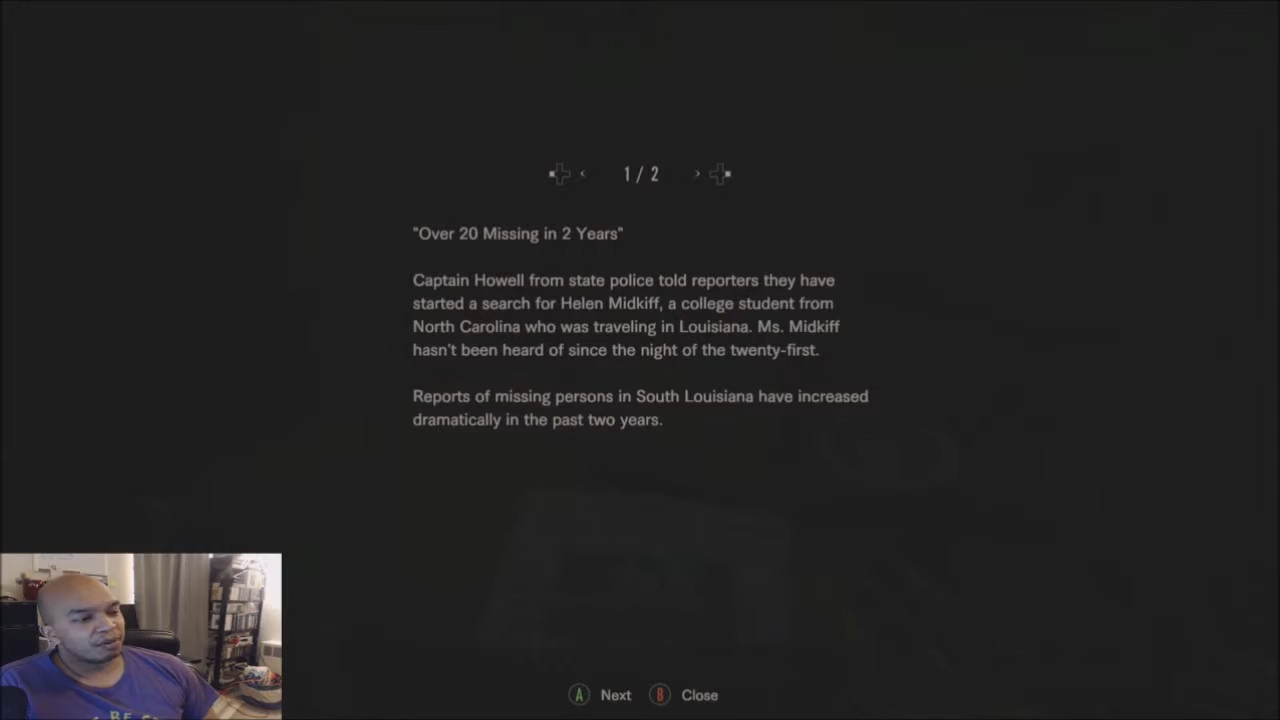 1 / 2
"Over 20 Missing in 2 Years"
Captain Howell from state police told reporters they have
started a search for Helen Midkiff, a college student from
North Carolina who was traveling in Louisiana. Ms. Midkiff
hasn't been heard of since the night of the twenty-first.
Reports of missing persons in South Louisiana have increased
dramatically in the past two years.
A Next B Close
BE